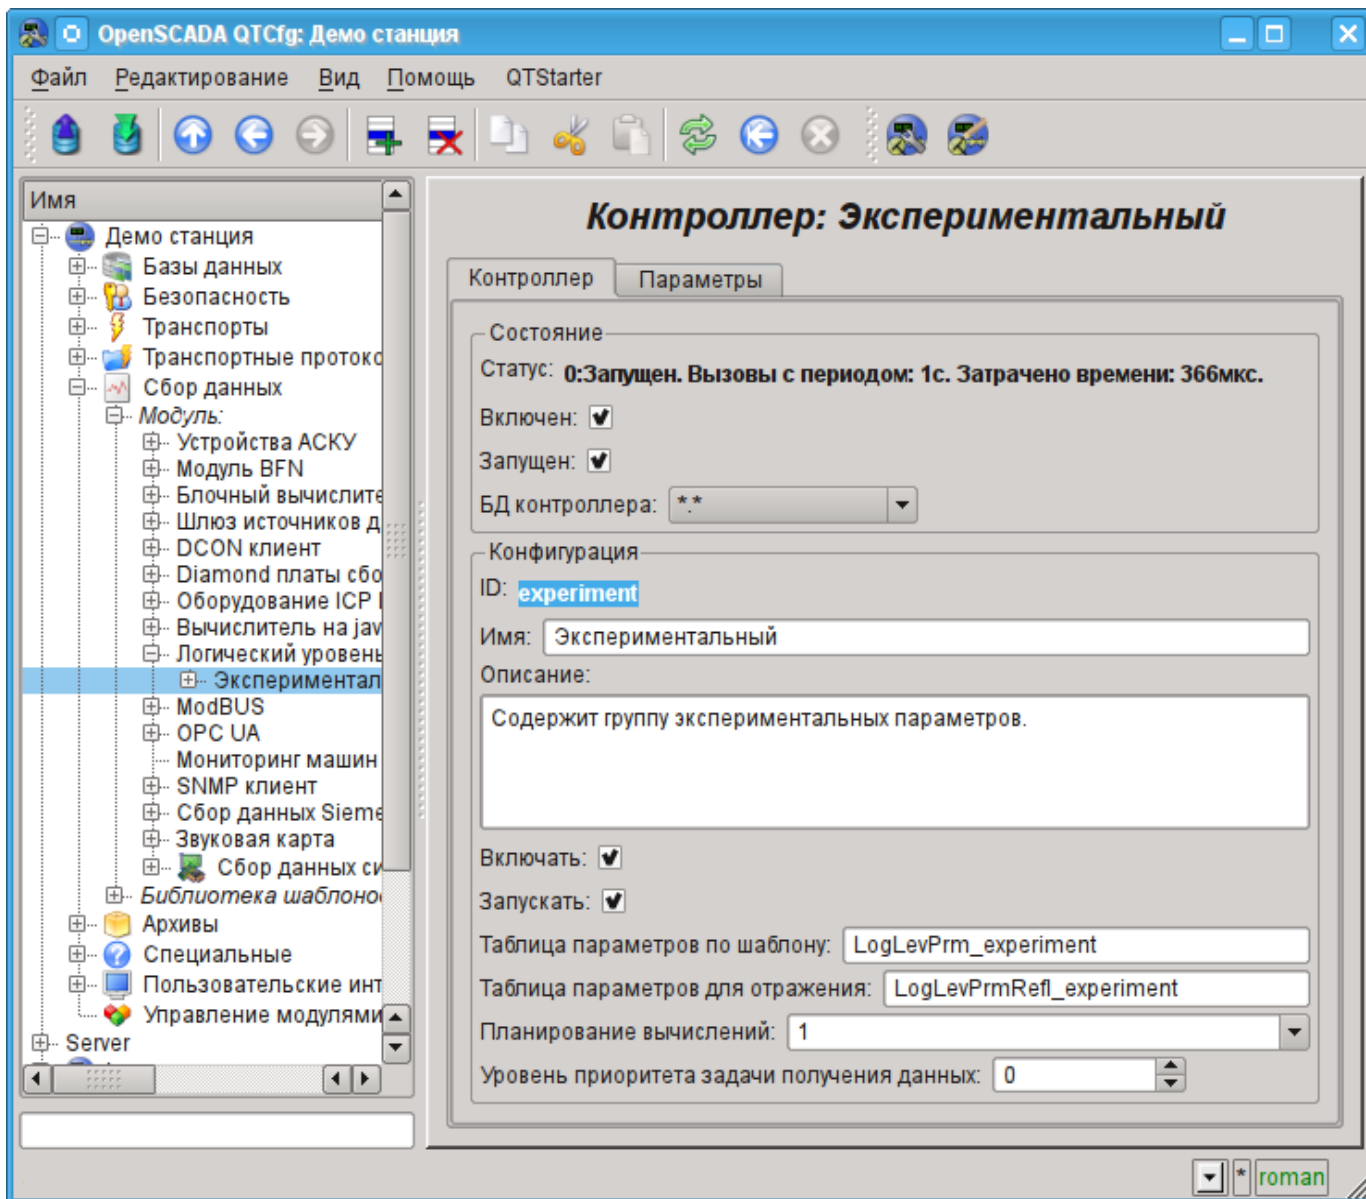 OpenSCADA QTCfg: Демо станция
Файл Редактирование Вид Помощь QTStarter
Имя
Демо станция
Базы данных
Безопасность
Транспорты
Транспортные протоко
Сбор данных
Модуль:
Устройства АСКУ
Модуль BFN
Блочный вычислите
Шлюз источников д
DCON клиент
Diamond платы сбо
Оборудование ICP
Вычислитель на jav
Логический уровень
Экспериментал
ModBUS
OPC UA
Мониторинг машин
SNMP клиент
Сбор данных Sieme
Звуковая карта
Сбор данных си
Библиотека шаблоно
Архивы
Специальные
Пользовательские инт
Управление модулями
Server
Контроллер: Экспериментальный
Контроллер Параметры
Состояние
Статус: 0:Запущен. Вызовы с периодом: 1с. Затрачено времени: 366мкс.
Включен:
Запущен:
БД контроллера: *.*
Конфигурация
ID: experiment
Имя: Экспериментальный
Описание:
Содержит группу экспериментальных параметров.
Включать:
Запускать:
Таблица параметров по шаблону: LogLevPrm_experiment
Таблица параметров для отражения: LogLevPrmRefl_experiment
Планирование вычислений: 1
Уровень приоритета задачи получения данных: 0
* roman